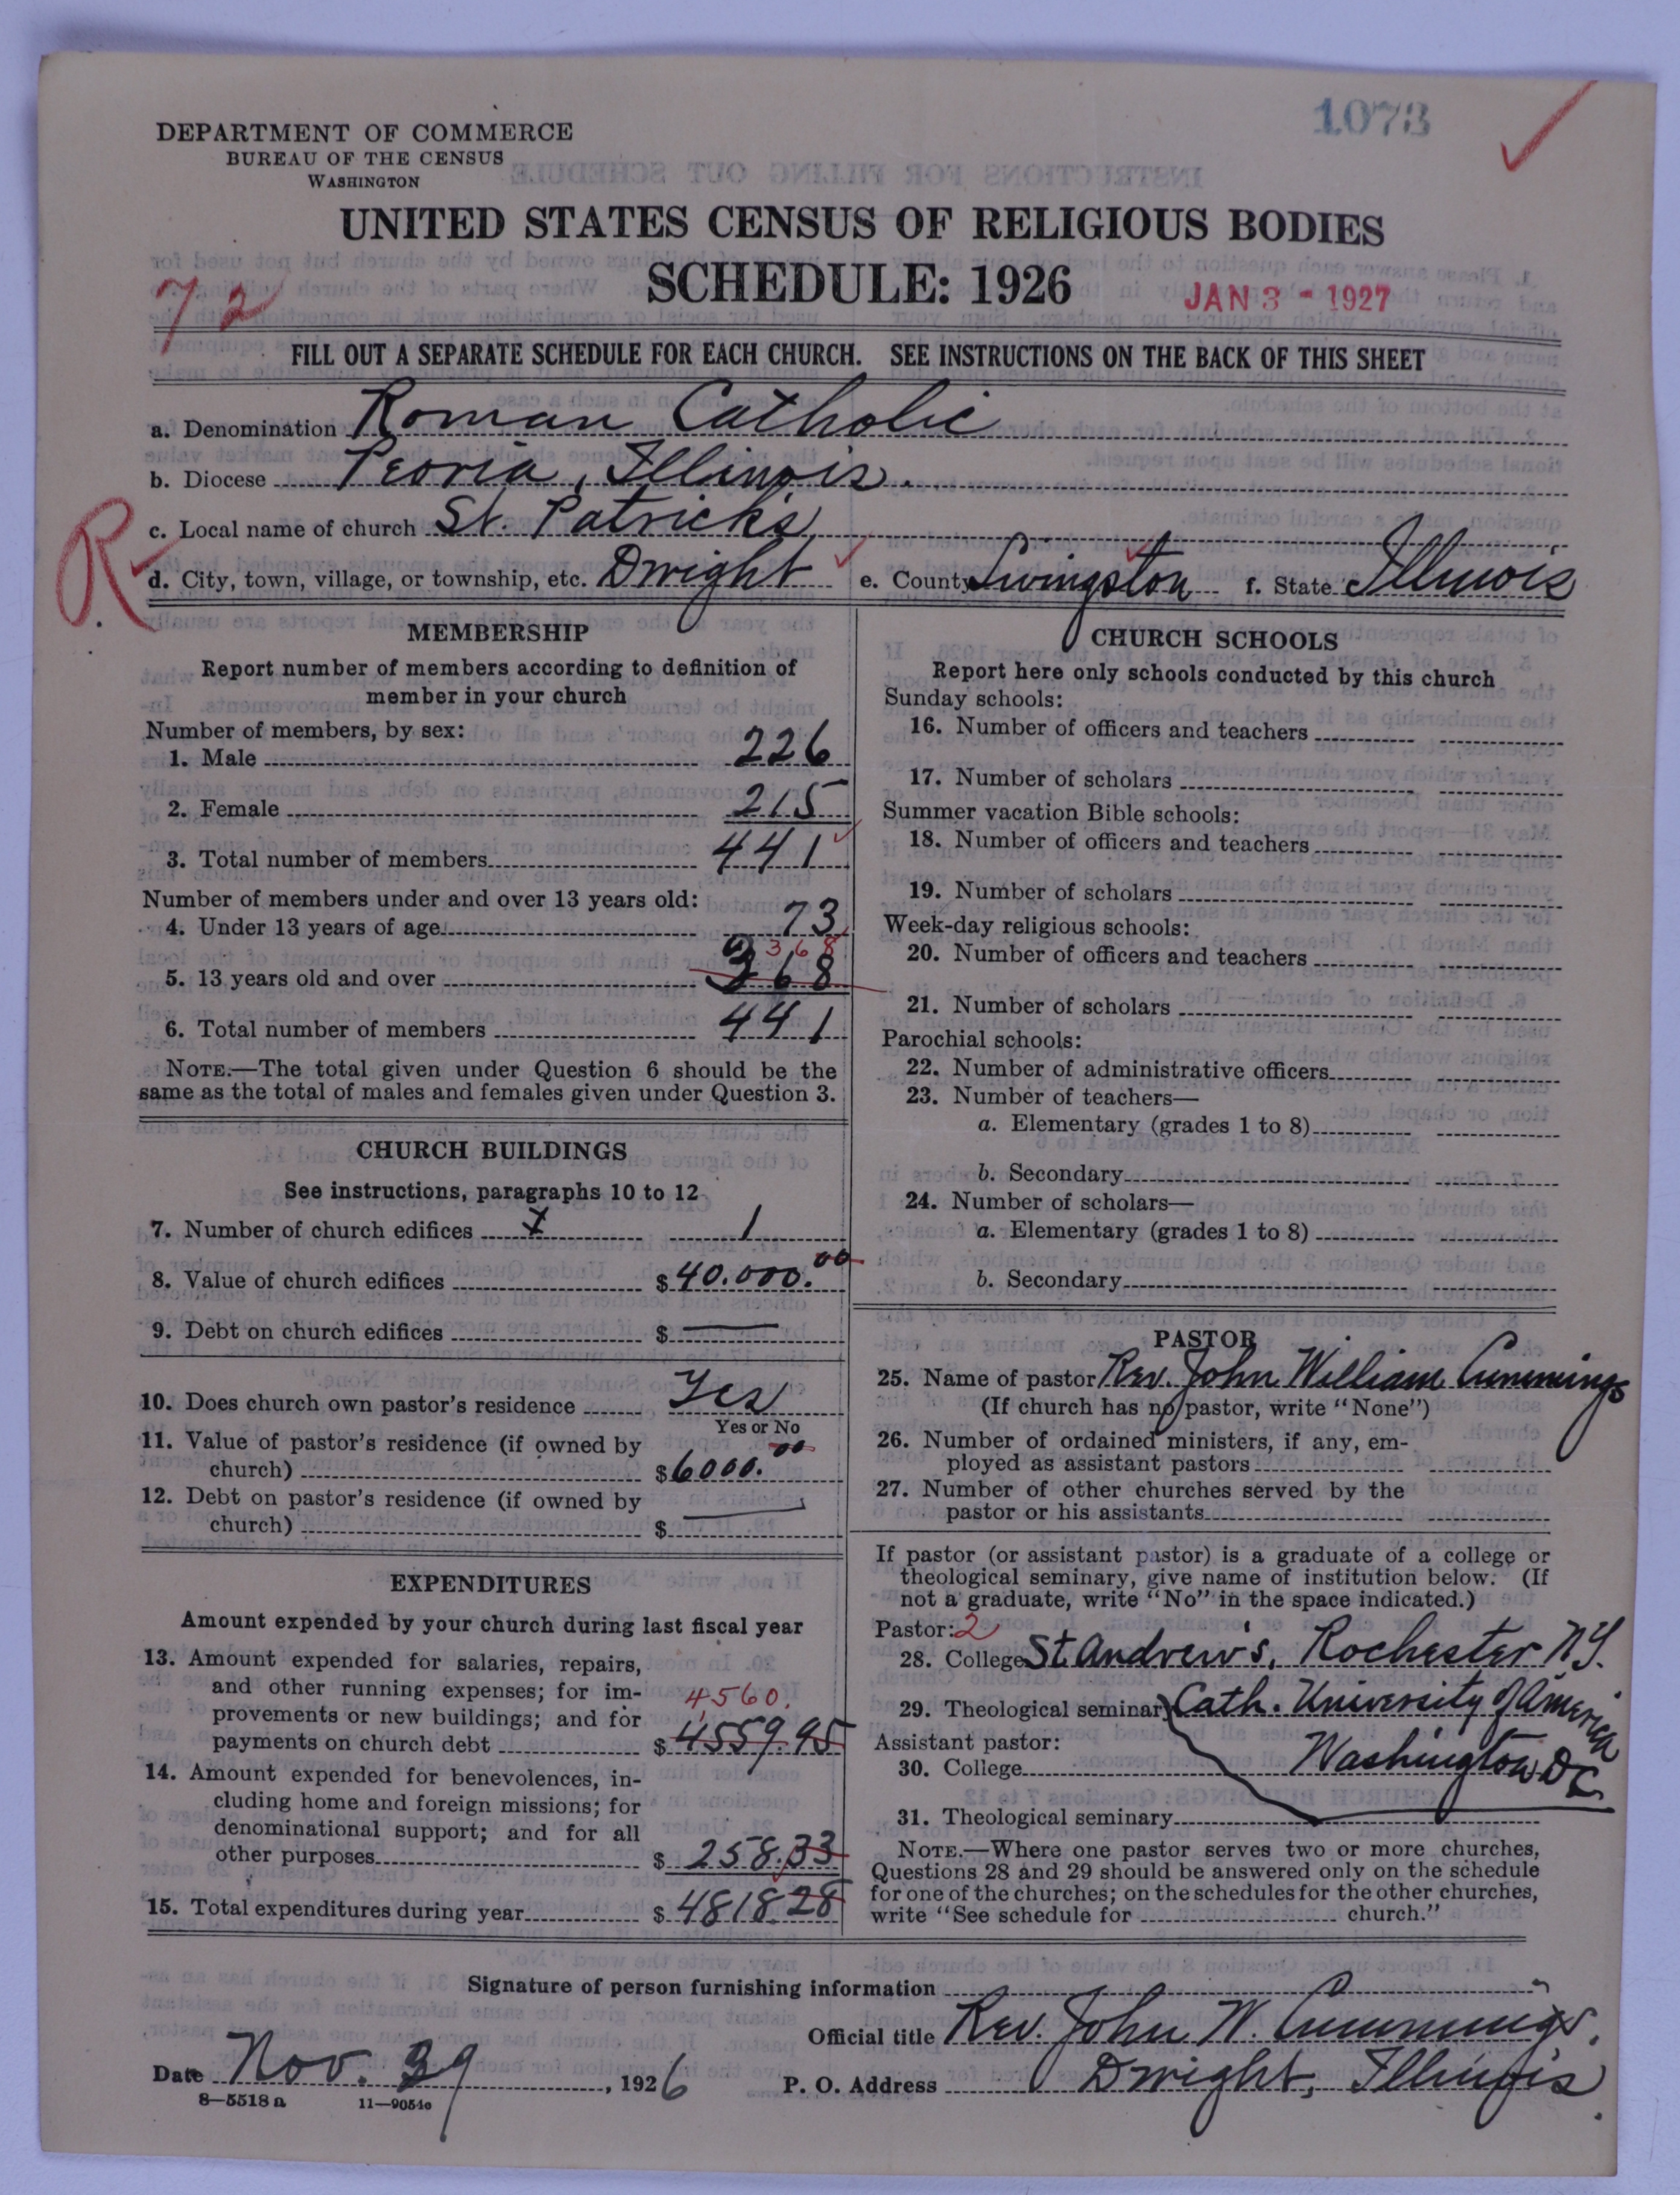 1073
DEPARTMENT OF COMMERCE
BUREAU OF THE CENSUS
WASHINGTON
UNITED STATES CENSUS OF RELIGIOUS BODIES
SCHEDULE: 1926
JAN 3 - 1927
72
FILL OUT A SEPARATE SCHEDULE FOR EACH CHURCH. SEE INSTRUCTIONS ON THE BACK OF THIS SHEET
a. Denomination Roman Catholic
b. Diocese Peoria, Illinois.
c. Local name of church St. Patricks
R
d. City, town, village, or township, etc. Dwight e. County Livingston f. State Illinois
MEMBERSHIP
Report number of members according to definition of
member in your church
Number of members, by sex:
1. Male 226
2. Female 215
3. Total number of members 441
Number of members under and over 13 years old:
4. Under 13 years of age 73
368
5. 13 years old and over 368
6. Total number of members 441
NOTE.—The total given under Question 6 should be the
same as the total of males and females given under Question 3.
CHURCH BUILDINGS
See instructions, paragraphs 10 to 12
7. Number of church edifices 1 1
8. Value of church edifices $ 40.000.00
9. Debt on church edifices $ —
10. Does church own pastor's residence Yes
Yes or No
11. Value of pastor's residence (if owned by
church) $ 6000.00
12. Debt on pastor's residence (if owned by
church) $ —
EXPENDITURES
Amount expended by your church during last fiscal year
13. Amount expended for salaries, repairs,
and other running expenses; for im-
4560.
provements or new buildings; and for
payments on church debt $ 4559.95
14. Amount expended for benevolences, in-
cluding home and foreign missions; for
denominational support; and for all
other purposes $ 258.33
15. Total expenditures during year $ 4818.28
CHURCH SCHOOLS
Report here only schools conducted by this church
Sunday schools:
16. Number of officers and teachers
17. Number of scholars
Summer vacation Bible schools:
18. Number of officers and teachers
19. Number of scholars
Week-day religious schools:
20. Number of officers and teachers
21. Number of scholars
Parochial schools:
22. Number of administrative officers
23. Number of teachers—
a. Elementary (grades 1 to 8)
b. Secondary
24. Number of scholars—
a. Elementary (grades 1 to 8)
b. Secondary
PASTOR
25. Name of pastor Rev. John William Cummings
(If church has no pastor, write "None")
26. Number of ordained ministers, if any, em-
ployed as assistant pastors
27. Number of other churches served by the
pastor or his assistants
If pastor (or assistant pastor) is a graduate of a college or
theological seminary, give name of institution below. (If
not a graduate, write "No" in the space indicated.)
Pastor: 2
28. College St. Andrew's, Rochester N.Y.
29. Theological seminary Cath. University of America
Assistant pastor:
Washington DC
30. College
31. Theological seminary
NOTE.—Where one pastor serves two or more churches,
Questions 28 and 29 should be answered only on the schedule
for one of the churches; on the schedules for the other churches,
write "See schedule for church."
Signature of person furnishing information
Official title Rev. John W. Cummings.
Date Nov. 29, 1926 P. O. Address Dwight, Illinois
8—5518 a 11—9054a